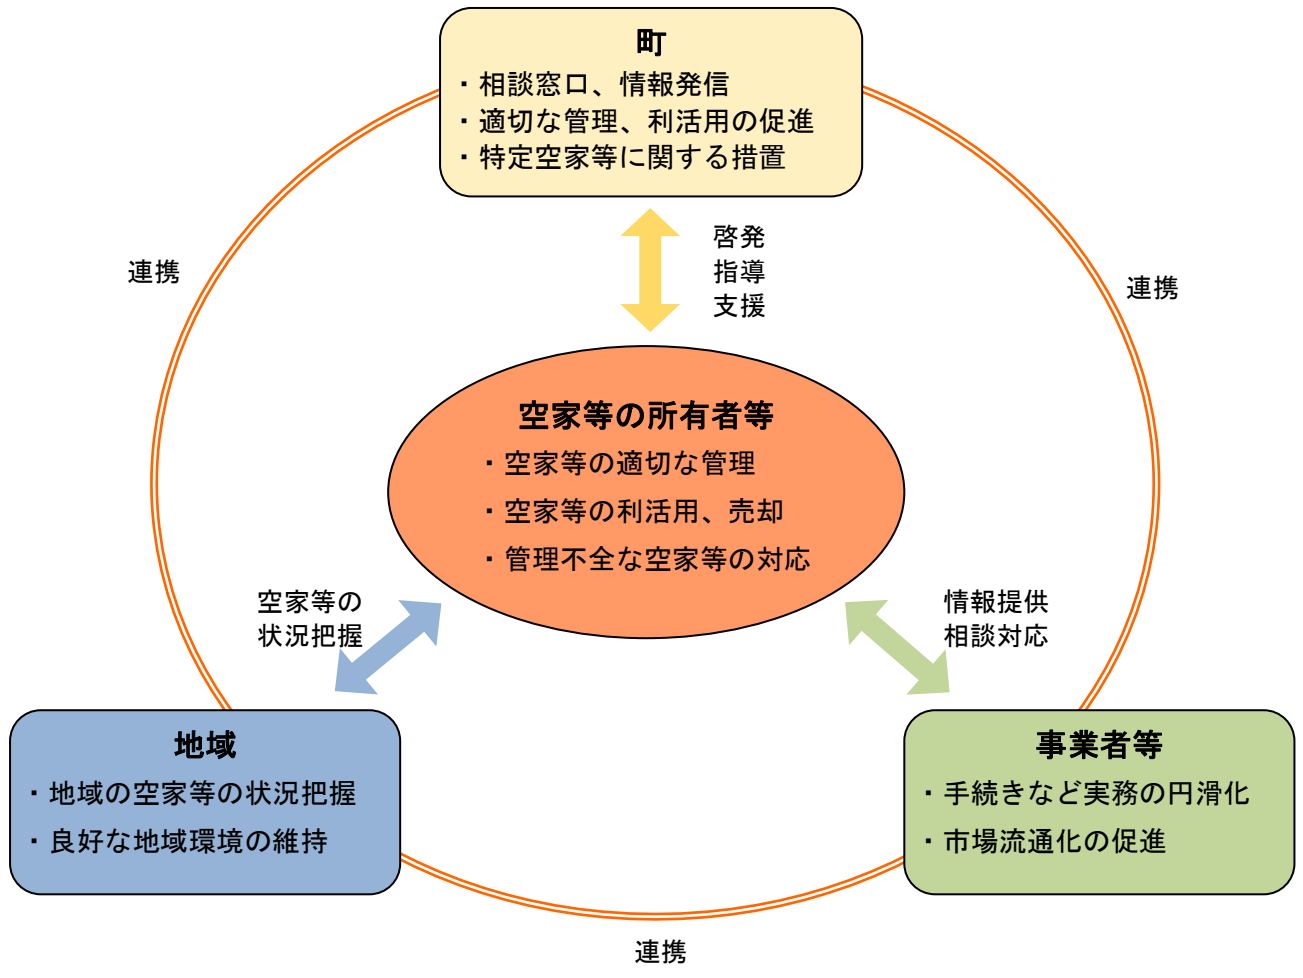 町
・相談窓口、情報発信
・適切な管理、利活用の促進
・特定空家等に関する措置
啓発
指導
支援
連携
連携
空家等の所有者等
・空家等の適切な管理
・空家等の利活用、売却
・管理不全な空家等の対応
空家等の
状況把握
情報提供
相談対応
地域
・地域の空家等の状況把握
・良好な地域環境の維持
事業者等
・手続きなど実務の円滑化
・市場流通化の促進
連携